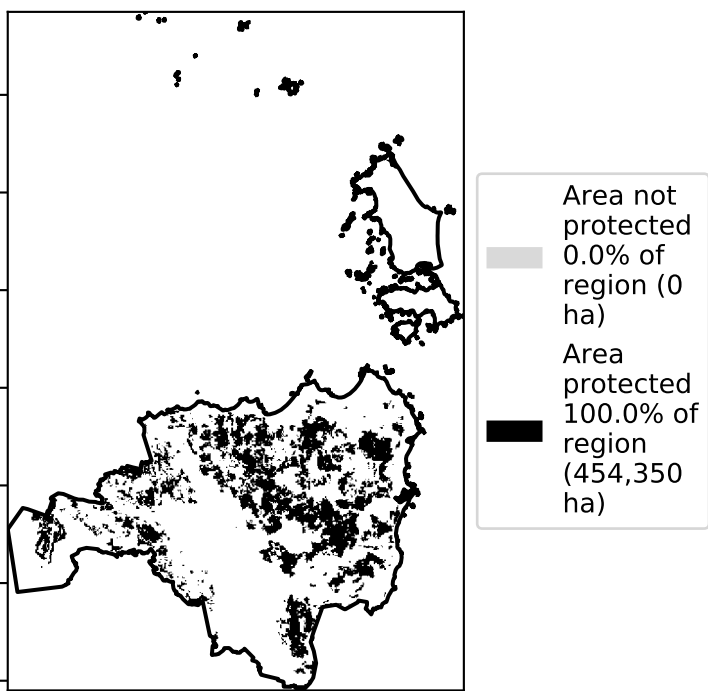 Area not
protected
0.0% of
region (0
ha)
Area
protected
100.0% of
region
(454,350
ha)